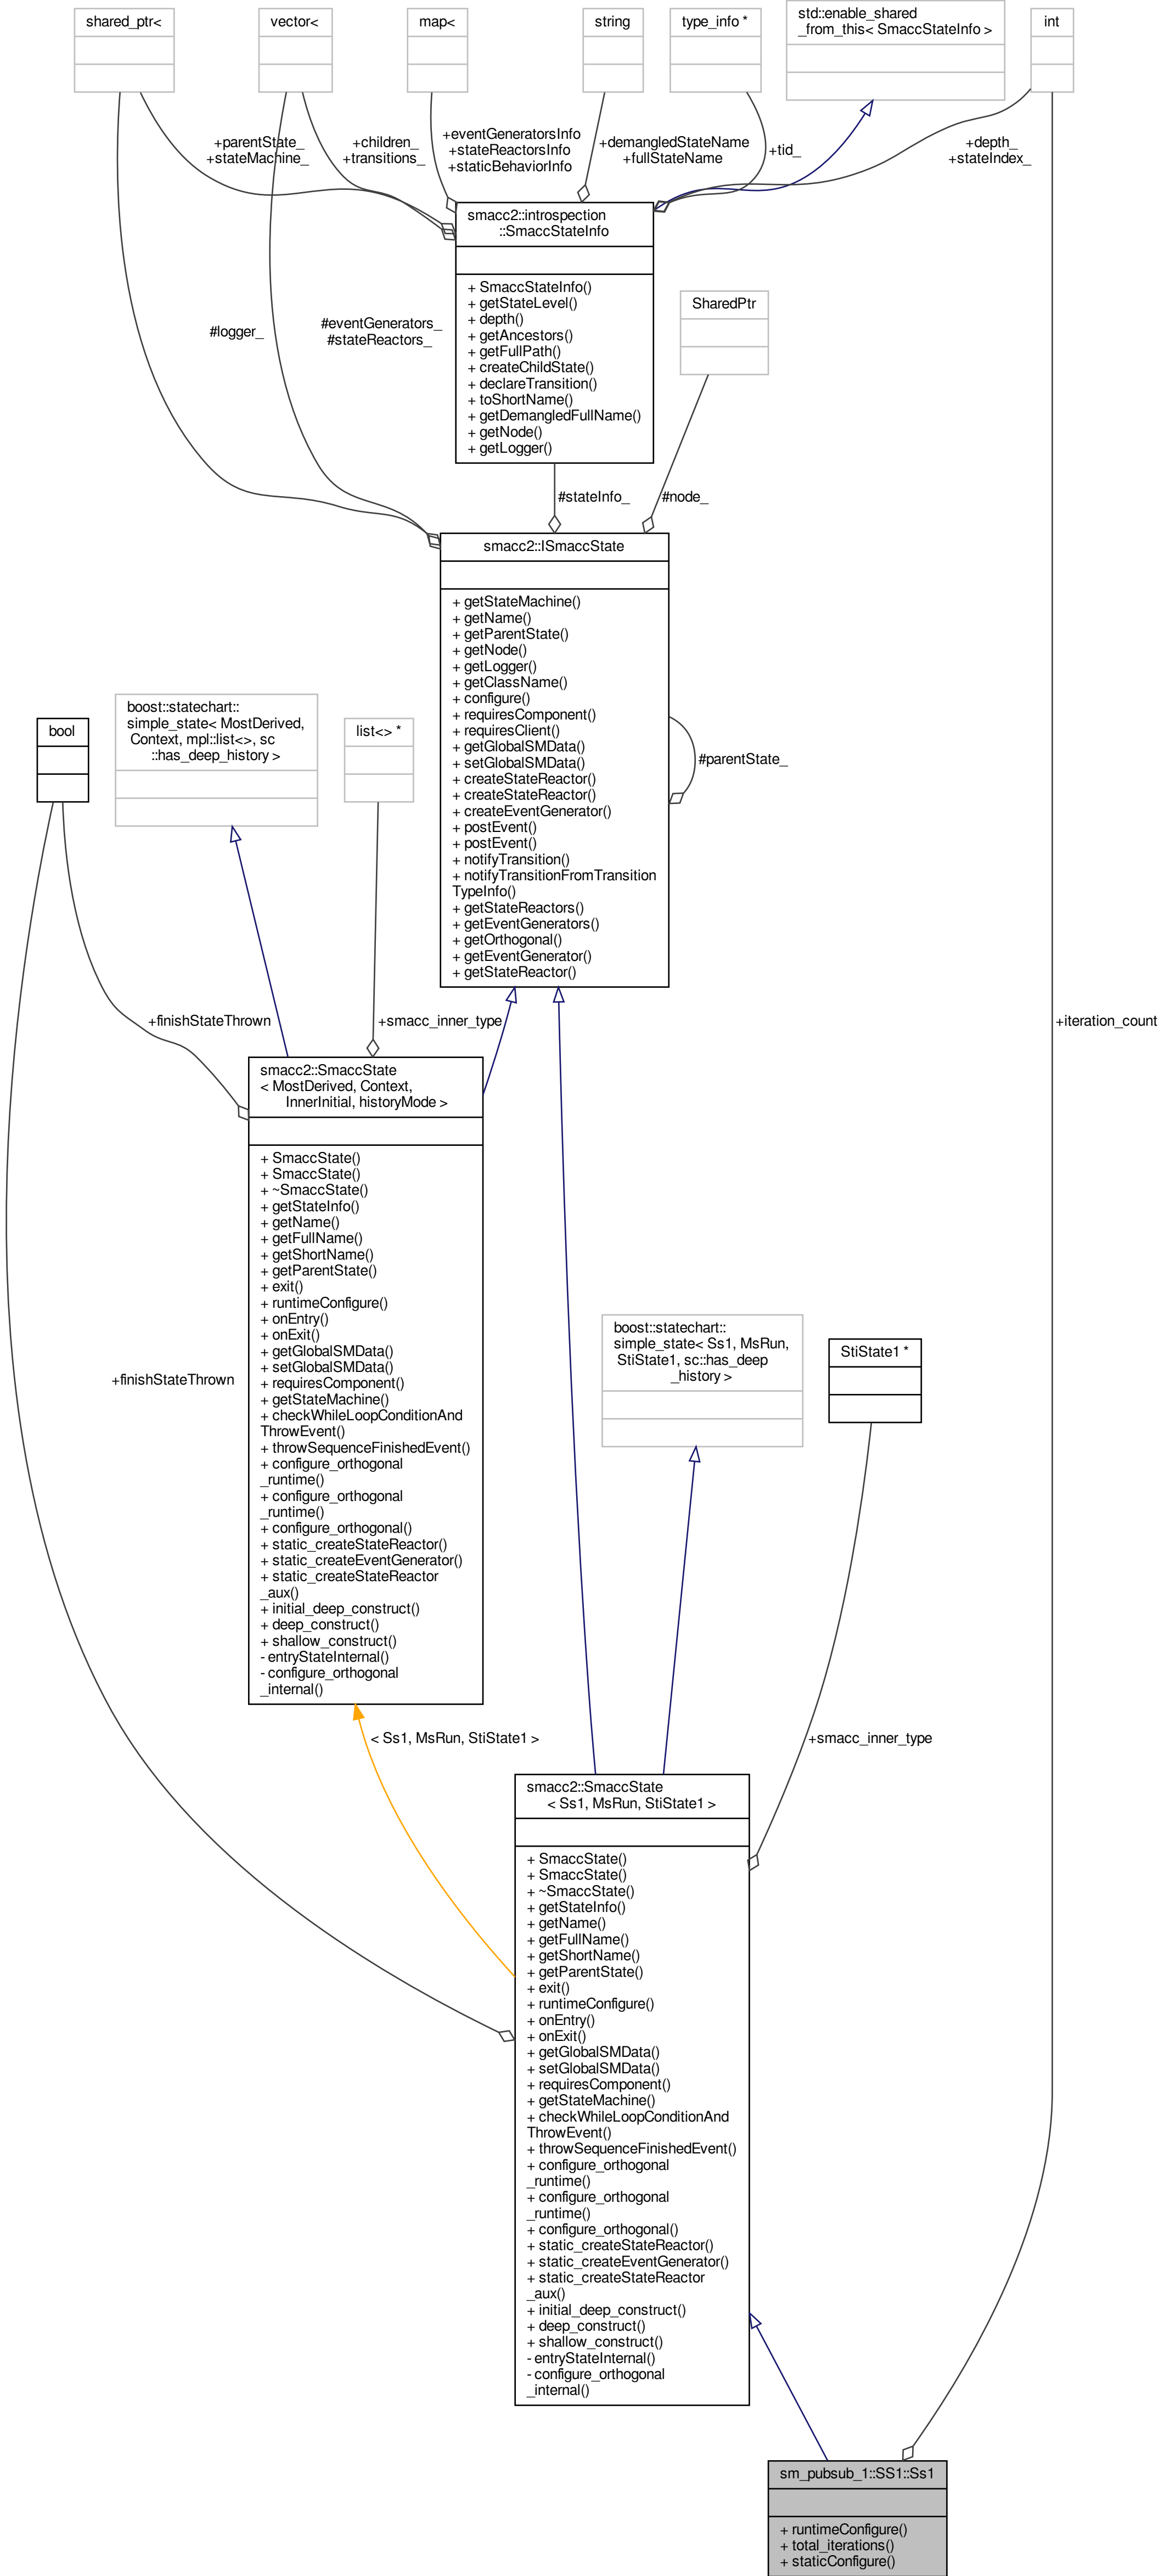 shared_ptr<
vector<
map<
string
type_info *
std::enable_shared
_from_this< SmaccStateInfo >
int
+parentState_
+stateMachine_
+children_
+transitions_
+eventGeneratorsInfo
+stateReactorsInfo
+staticBehaviorInfo
+demangledStateName
+fullStateName
+tid_
+depth_
+stateIndex_
smacc2::introspection
::SmaccStateInfo
+ SmaccStateInfo()
+ getStateLevel()
+ depth()
+ getAncestors()
+ getFullPath()
+ createChildState()
+ declareTransition()
+ toShortName()
+ getDemangledFullName()
+ getNode()
+ getLogger()
SharedPtr
#logger_
#eventGenerators_
#stateReactors_
#stateInfo_
#node_
smacc2::ISmaccState
+ getStateMachine()
+ getName()
+ getParentState()
+ getNode()
+ getLogger()
+ getClassName()
+ configure()
+ requiresComponent()
+ requiresClient()
+ getGlobalSMData()
+ setGlobalSMData()
+ createStateReactor()
+ createStateReactor()
+ createEventGenerator()
+ postEvent()
+ postEvent()
+ notifyTransition()
+ notifyTransitionFromTransition
TypeInfo()
+ getStateReactors()
+ getEventGenerators()
+ getOrthogonal()
+ getEventGenerator()
+ getStateReactor()
#parentState_
bool
boost::statechart::
simple_state< MostDerived,
Context, mpl::list<>, sc
::has_deep_history >
list<> *
+finishStateThrown
+smacc_inner_type
+iteration_count
smacc2::SmaccState
< MostDerived, Context,
InnerInitial, historyMode >
+ SmaccState()
+ SmaccState()
+ ~SmaccState()
+ getStateInfo()
+ getName()
+ getFullName()
+ getShortName()
+ getParentState()
+ exit()
+ runtimeConfigure()
+ onEntry()
+ onExit()
+ getGlobalSMData()
+ setGlobalSMData()
+ requiresComponent()
+ getStateMachine()
+ checkWhileLoopConditionAnd
ThrowEvent()
+ throwSequenceFinishedEvent()
+ configure_orthogonal
_runtime()
+ configure_orthogonal
_runtime()
+ configure_orthogonal()
+ static_createStateReactor()
+ static_createEventGenerator()
+ static_createStateReactor
_aux()
+ initial_deep_construct()
+ deep_construct()
+ shallow_construct()
- entryStateInternal()
- configure_orthogonal
_internal()
+finishStateThrown
boost::statechart::
simple_state< Ss1, MsRun,
StiState1, sc::has_deep
_history >
StiState1 *
< Ss1, MsRun, StiState1 >
+smacc_inner_type
smacc2::SmaccState
< Ss1, MsRun, StiState1 >
+ SmaccState()
+ SmaccState()
+ ~SmaccState()
+ getStateInfo()
+ getName()
+ getFullName()
+ getShortName()
+ getParentState()
+ exit()
+ runtimeConfigure()
+ onEntry()
+ onExit()
+ getGlobalSMData()
+ setGlobalSMData()
+ requiresComponent()
+ getStateMachine()
+ checkWhileLoopConditionAnd
ThrowEvent()
+ throwSequenceFinishedEvent()
+ configure_orthogonal
_runtime()
+ configure_orthogonal
_runtime()
+ configure_orthogonal()
+ static_createStateReactor()
+ static_createEventGenerator()
+ static_createStateReactor
_aux()
+ initial_deep_construct()
+ deep_construct()
+ shallow_construct()
- entryStateInternal()
- configure_orthogonal
_internal()
sm_pubsub_1::SS1::Ss1
+ runtimeConfigure()
+ total_iterations()
+ staticConfigure()